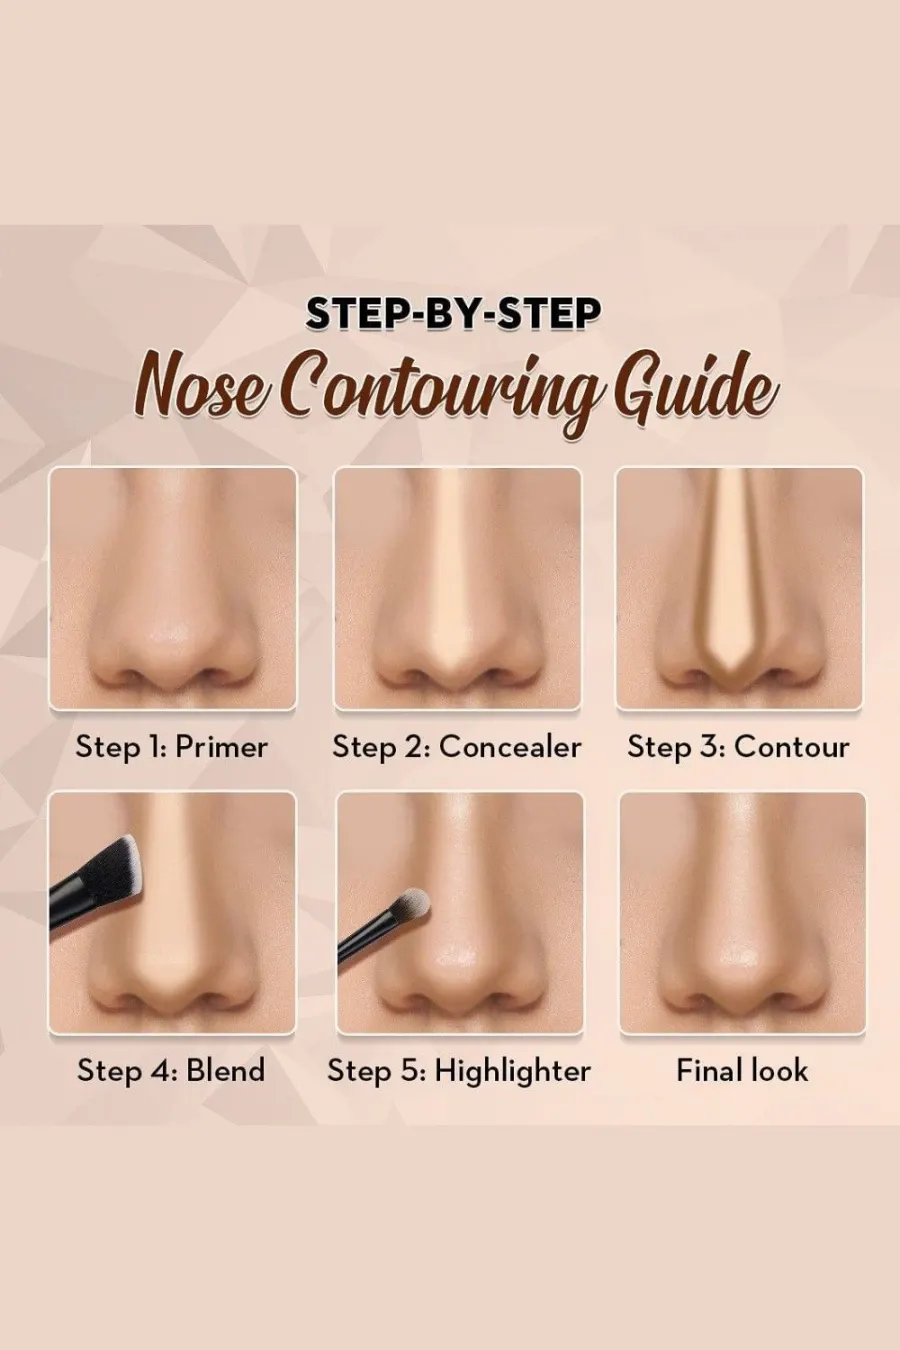 STEP-BY-STEP
Nose Contouring Guide
Step 1: Primer
Step 2: Concealer
Step 3: Contour
Step 4: Blend
Step 5: Highlighter
Final look